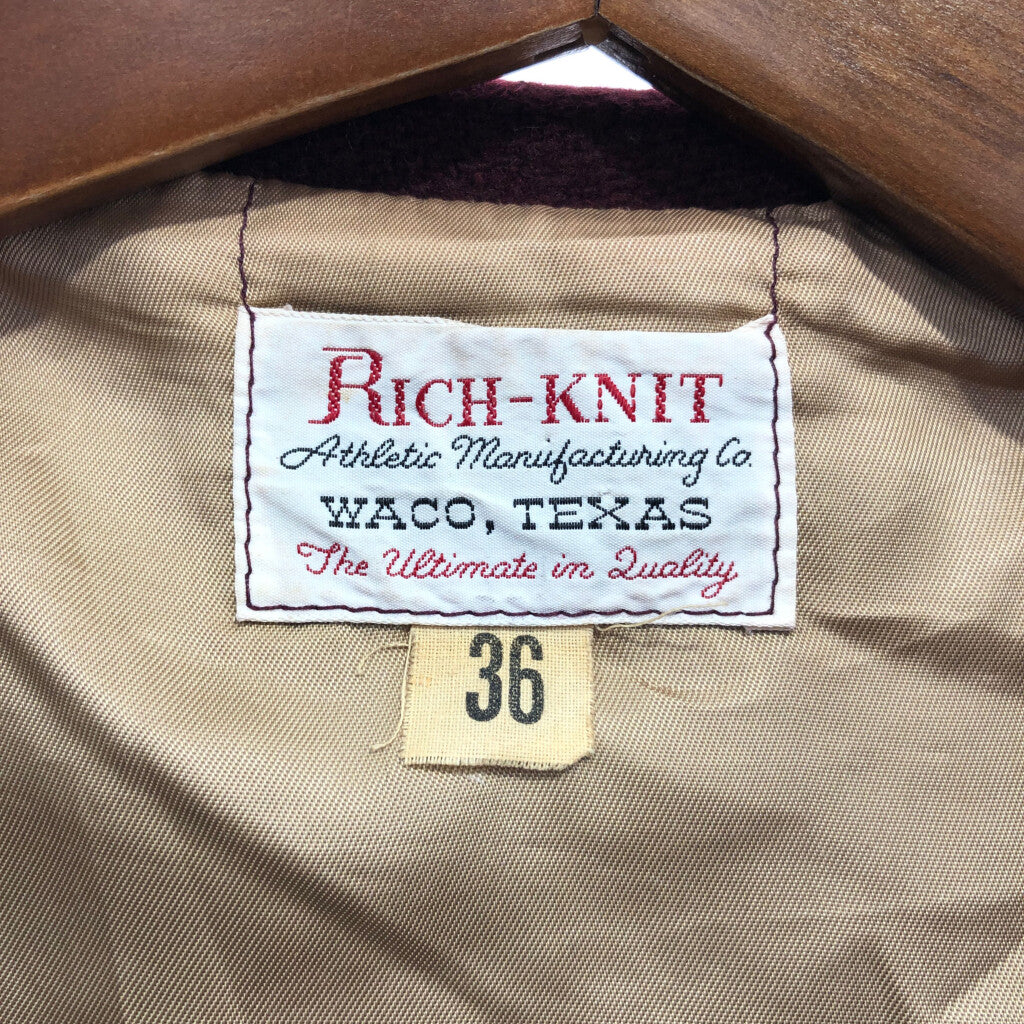 RICH-KNIT
Athletic Manufacturing Co.
WACO, TEXAS
The Ultimate in Quality
36